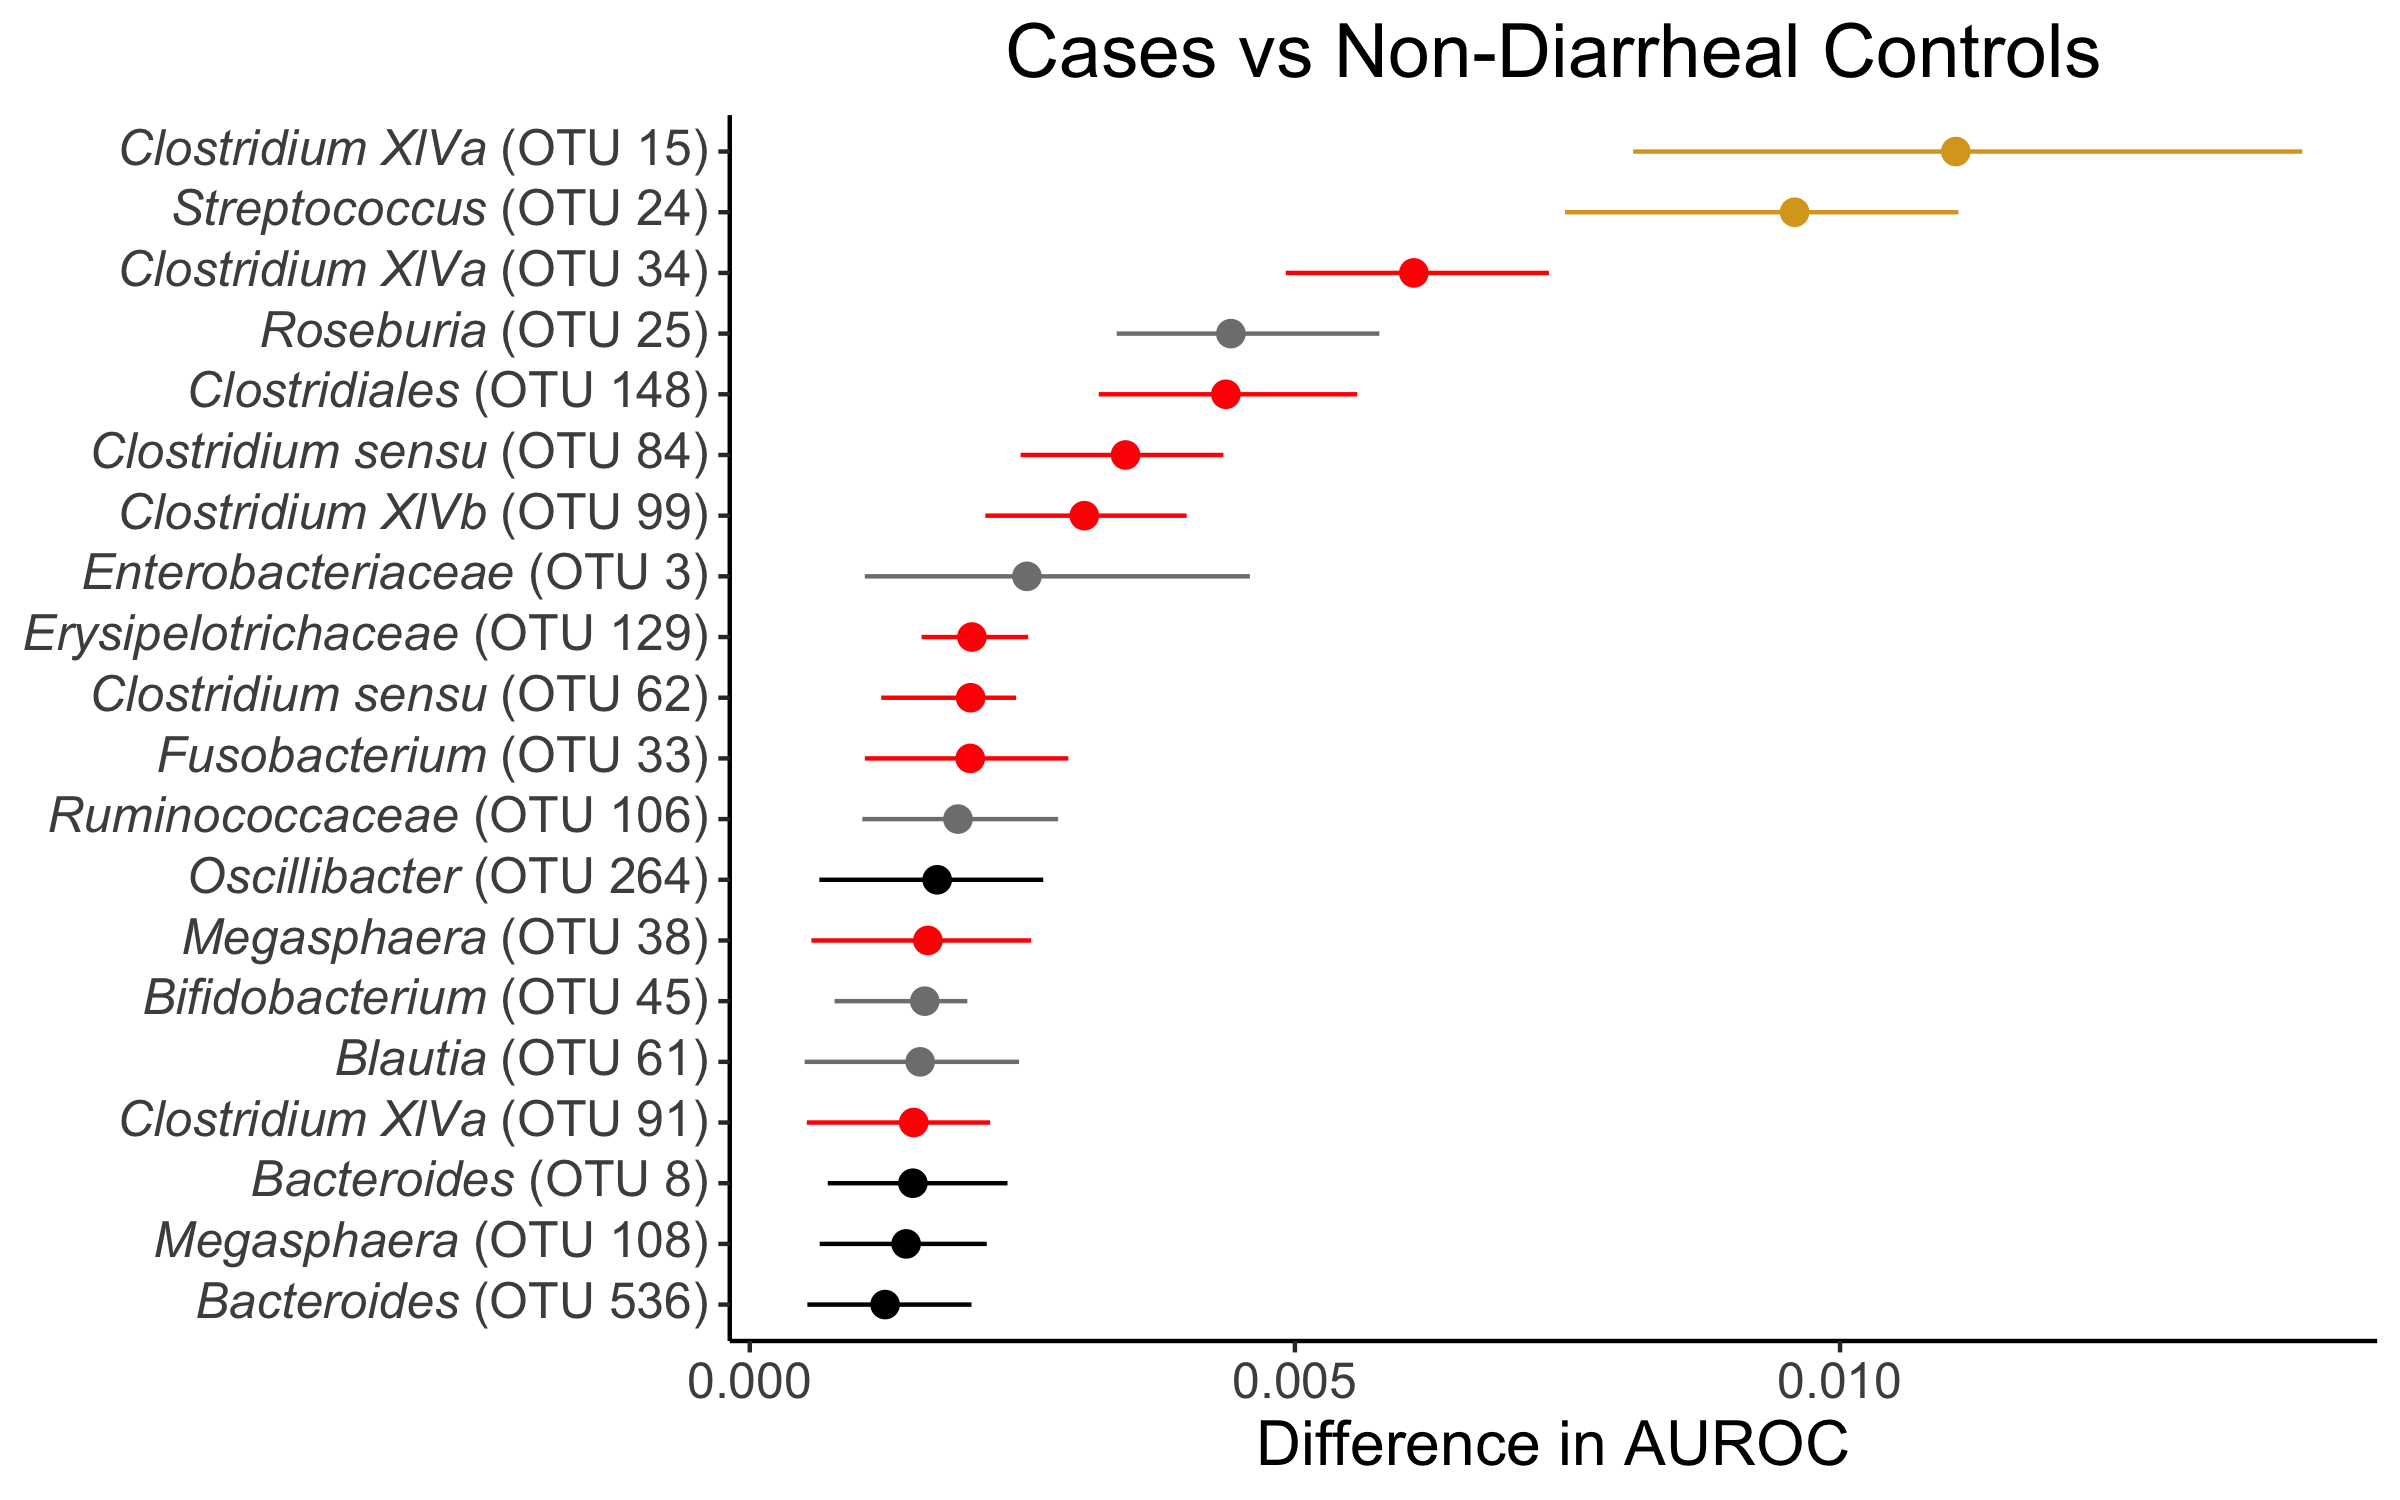 Cases vs Non-Diarrheal Controls
Clostridium XlVa (OTU 15)
Streptococcus (OTU 24)
Clostridium XlVa (OTU 34)
Roseburia (OTU 25)
Clostridiales (OTU 148)
Clostridium sensu (OTU 84)
Clostridium XlVb (OTU 99)
Enterobacteriaceae (OTU 3)
Erysipelotrichaceae (OTU 129)
Clostridium sensu (OTU 62)
Fusobacterium (OTU 33)
Ruminococcaceae (OTU 106)
Oscillibacter (OTU 264)
Megasphaera (OTU 38)
Bifidobacterium (OTU 45)
Blautia (OTU 61)
Clostridium XlVa (OTU 91)
Bacteroides (OTU 8)
Megasphaera (OTU 108)
Bacteroides (OTU 536)
0.000 0.005 0.010
Difference in AUROC